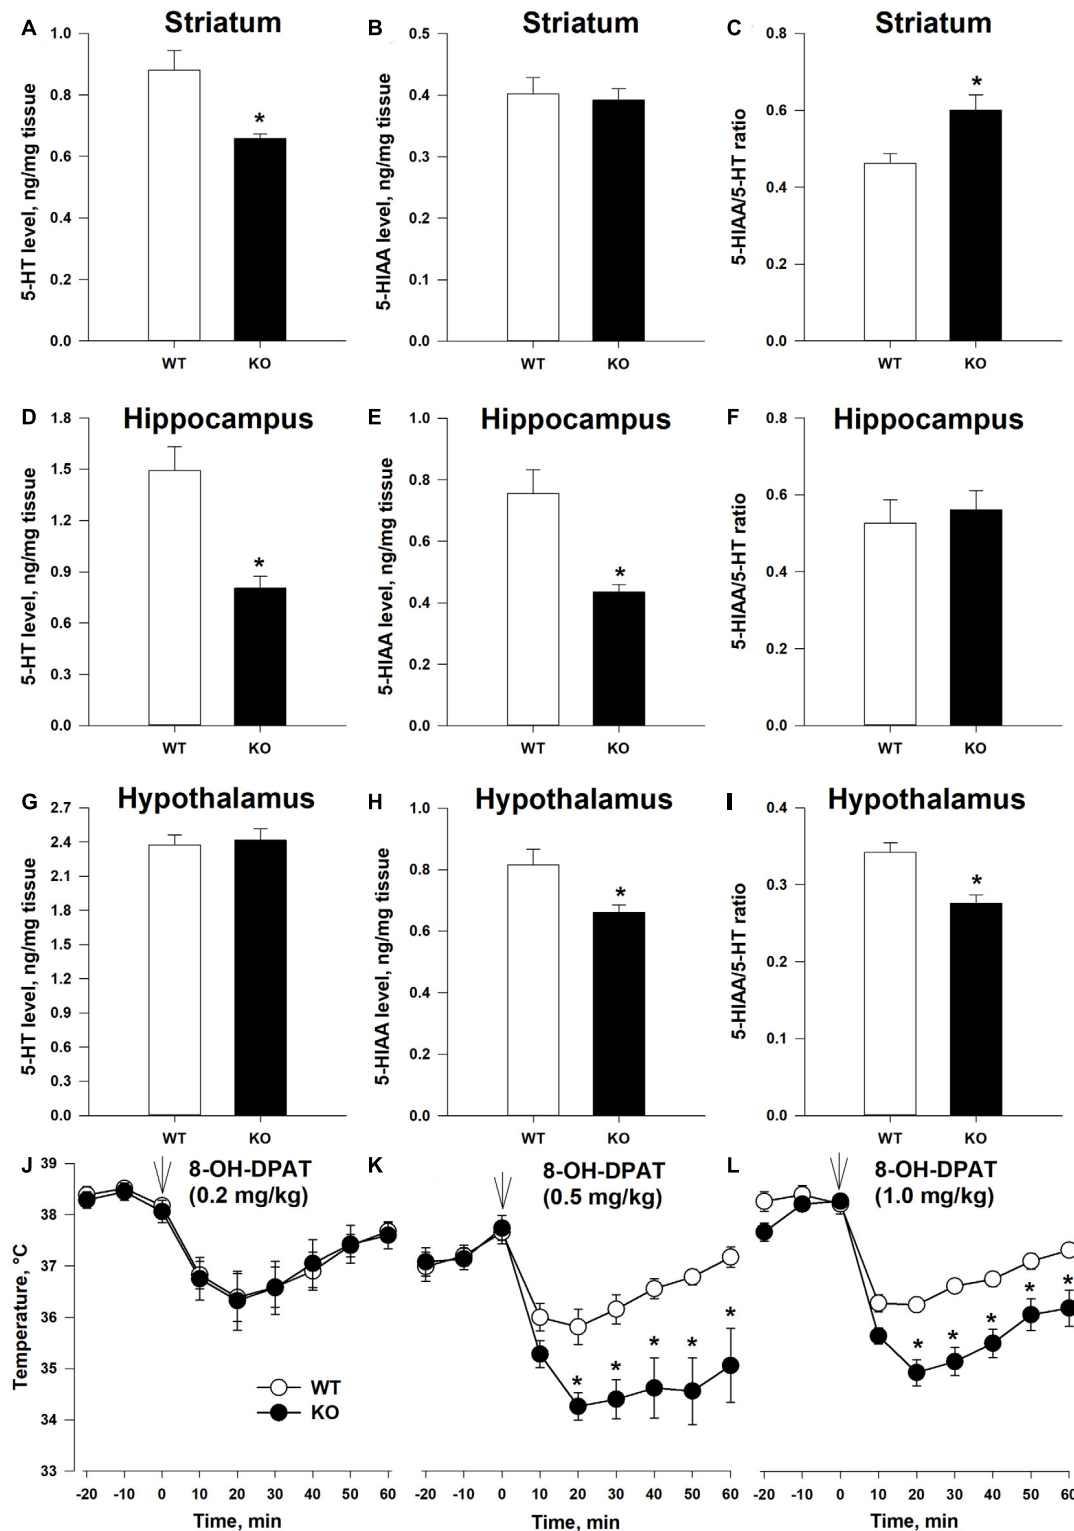 A Striatum
5-HT level, ng/mg tissue
1.0
0.8
0.6
0.4
0.2
0.0
*
WT KO
B Striatum
5-HIAA level, ng/mg tissue
0.5
0.4
0.3
0.2
0.1
0.0
WT KO
C Striatum
5-HIAA/5-HT ratio
0.8
0.6
0.4
0.2
0.0
*
WT KO
D Hippocampus
5-HT level, ng/mg tissue
1.8
1.5
1.2
0.9
0.6
0.3
0.0
*
WT KO
E Hippocampus
5-HIAA level, ng/mg tissue
1.0
0.8
0.6
0.4
0.2
0.0
*
WT KO
F Hippocampus
5-HIAA/5-HT ratio
0.8
0.6
0.4
0.2
0.0
WT KO
G Hypothalamus
5-HT level, ng/mg tissue
2.7
2.4
2.1
1.8
1.5
1.2
0.9
0.6
0.3
0.0
WT KO
H Hypothalamus
5-HIAA level, ng/mg tissue
1.0
0.8
0.6
0.4
0.2
0.0
*
WT KO
I Hypothalamus
5-HIAA/5-HT ratio
0.4
0.3
0.2
0.1
0.0
*
WT KO
J 8-OH-DPAT
(0.2 mg/kg)
Temperature, °C
39
38
37
36
35
34
33
WT
KO
-20 -10 0 10 20 30 40 50 60
Time, min
K 8-OH-DPAT
(0.5 mg/kg)
* * * * *
-20 -10 0 10 20 30 40 50 60
Time, min
L 8-OH-DPAT
(1.0 mg/kg)
* * * * *
-20 -10 0 10 20 30 40 50 60
Time, min